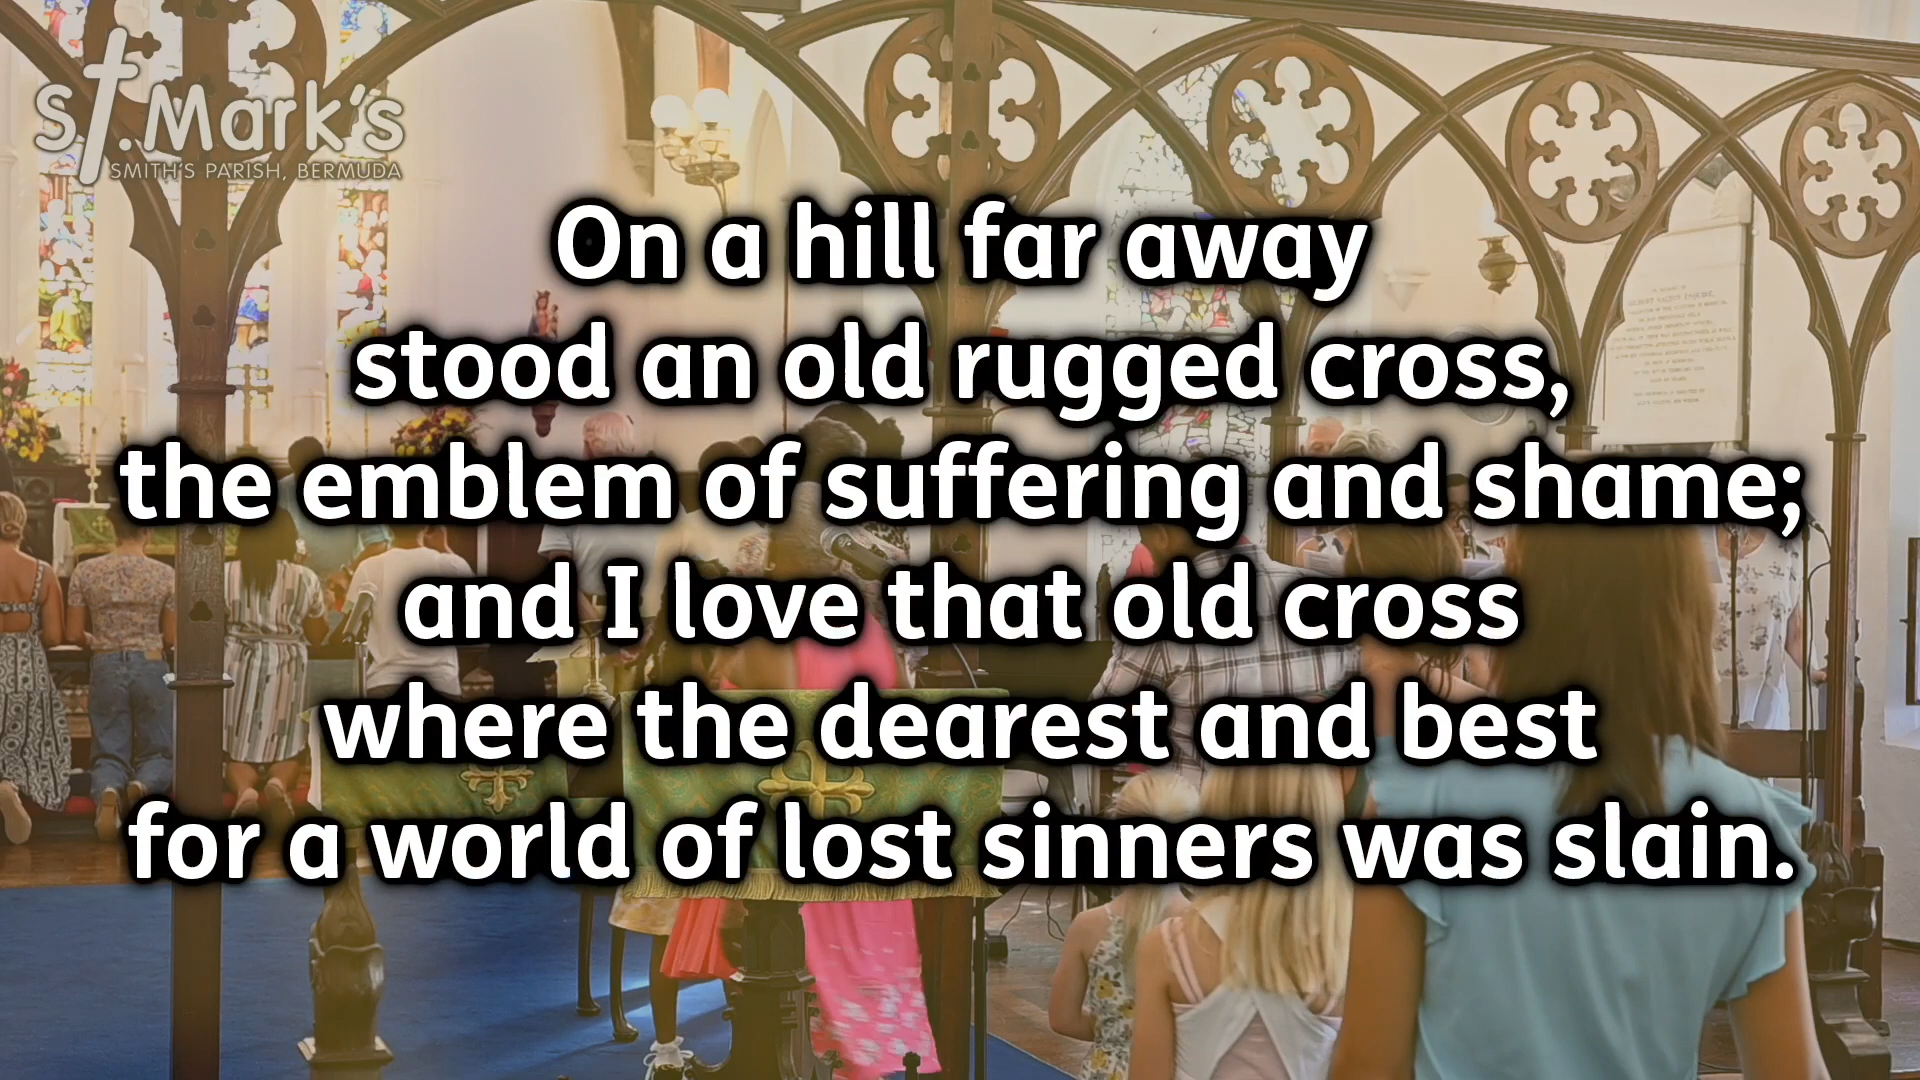 St. Mark's
SMITH'S PARISH, BERMUDA
On a hill far away
stood an old rugged cross,
the emblem of suffering and shame;
and I love that old cross
where the dearest and best
for a world of lost sinners was slain.